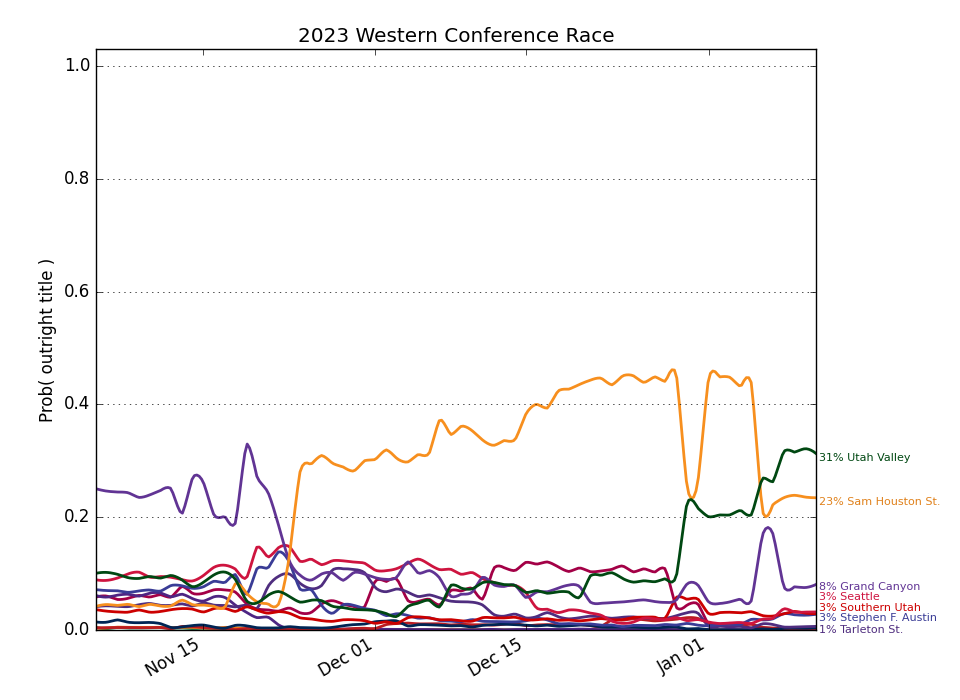 2023 Western Conference Race
1.0
0.8
0.6
0.4
0.2
0.0
Prob( outright title )
Nov 15
Dec 01
Dec 15
Jan 01
31% Utah Valley
23% Sam Houston St.
8% Grand Canyon
3% Seattle
3% Southern Utah
3% Stephen F. Austin
1% Tarleton St.